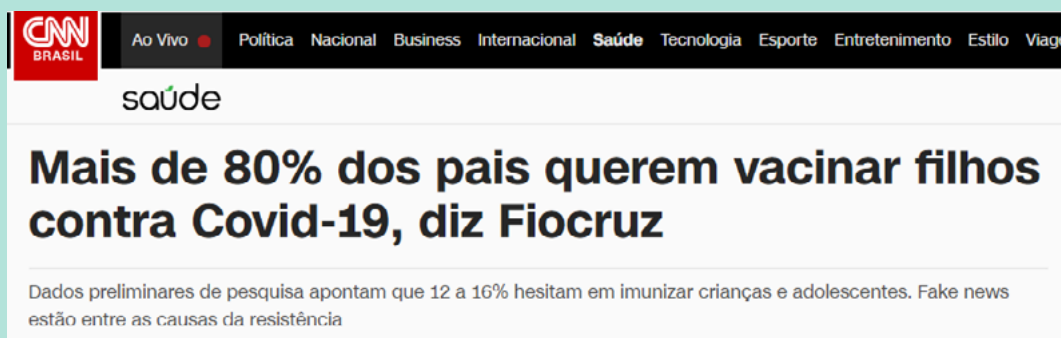 CNN
BRASIL
Ao Vivo Política Nacional Business Internacional Saúde Tecnologia Esporte Entretenimento Estilo Viag
saúde
Mais de 80% dos pais querem vacinar filhos
contra Covid-19, diz Fiocruz
Dados preliminares de pesquisa apontam que 12 a 16% hesitam em imunizar crianças e adolescentes. Fake news
estão entre as causas da resistência